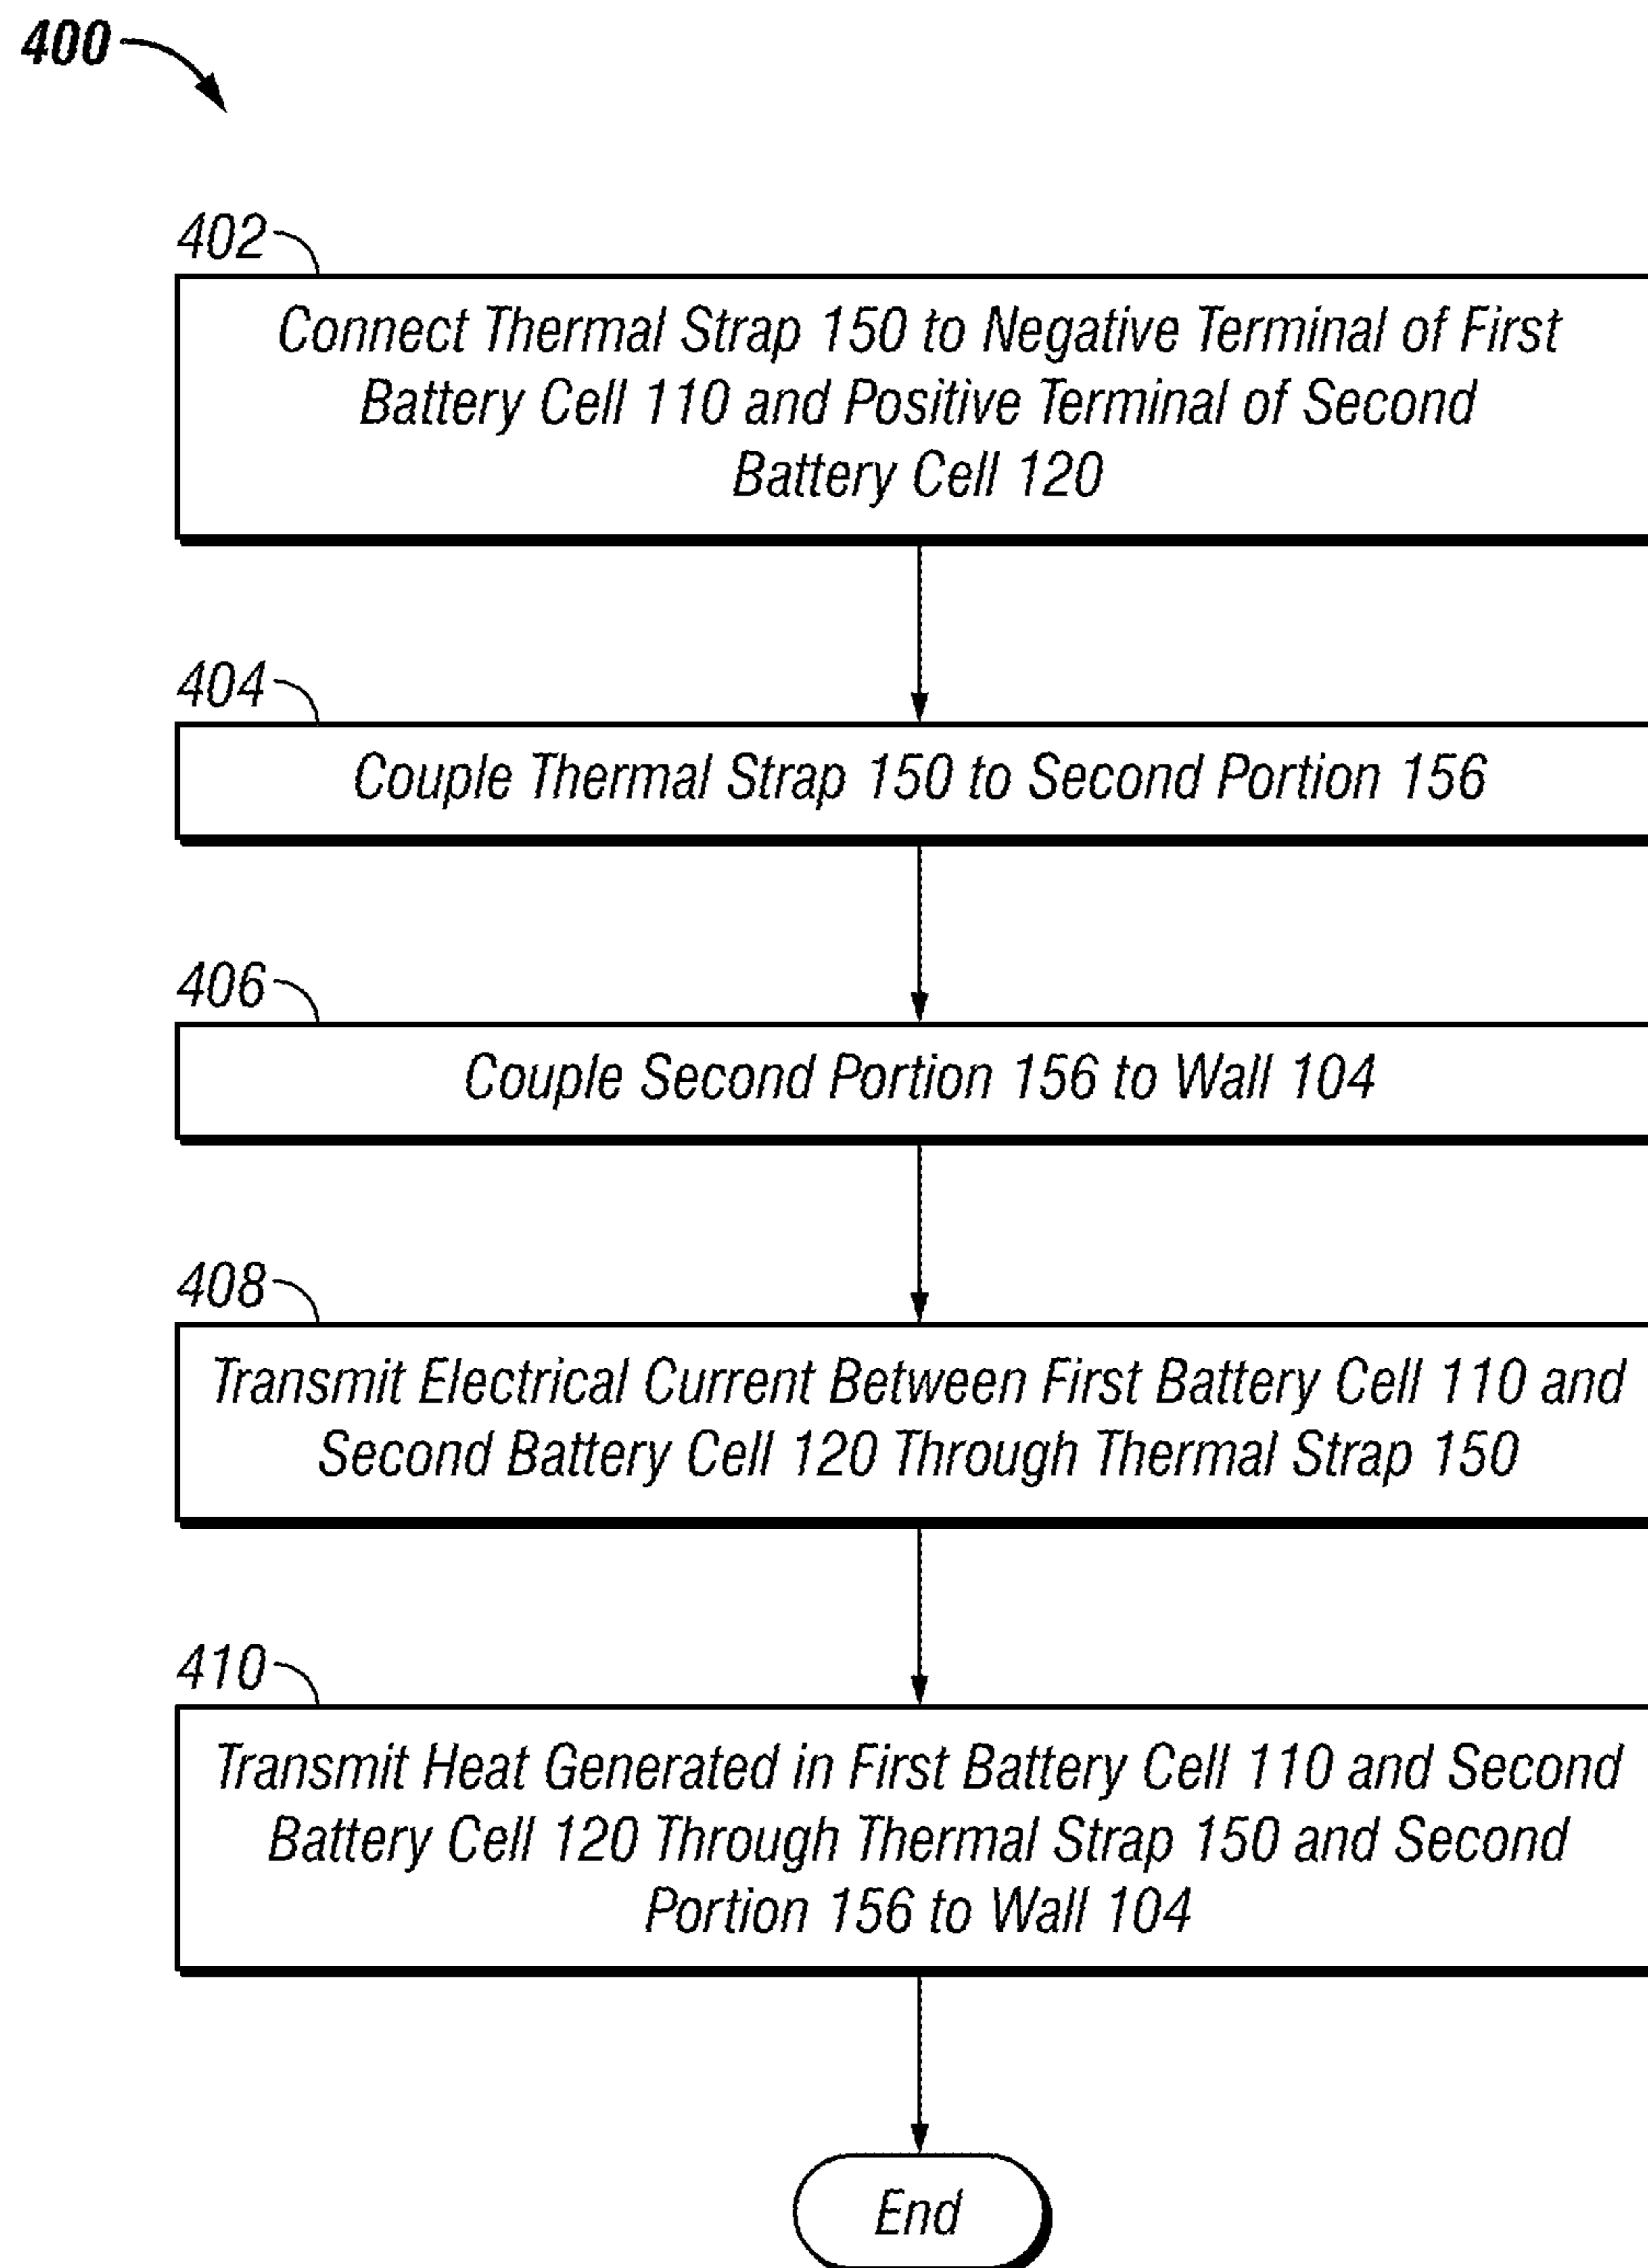 400
402
Connect Thermal Strap 150 to Negative Terminal of First
Battery Cell 110 and Positive Terminal of Second
Battery Cell 120
404
Couple Thermal Strap 150 to Second Portion 156
406
Couple Second Portion 156 to Wall 104
408
Transmit Electrical Current Between First Battery Cell 110 and
Second Battery Cell 120 Through Thermal Strap 150
410
Transmit Heat Generated in First Battery Cell 110 and Second
Battery Cell 120 Through Thermal Strap 150 and Second
Portion 156 to Wall 104
End